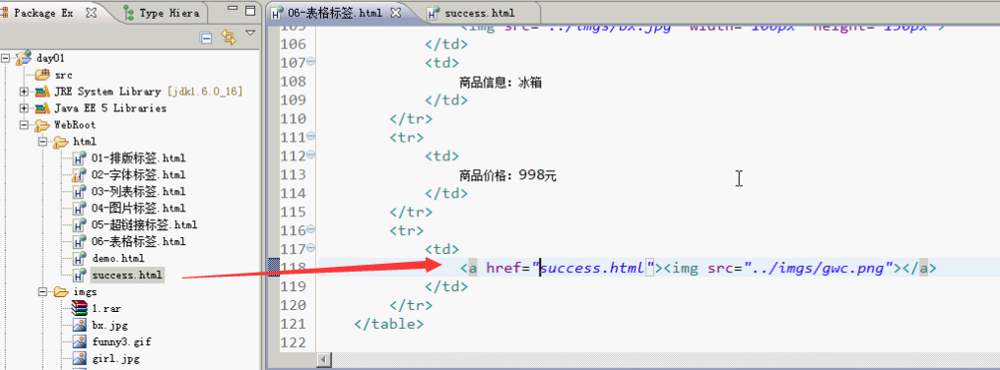 Package Ex
Type Hiera
day01
src
JRE System Library [jdk1.6.0_16]
Java EE 5 Libraries
WebRoot
html
01-排版标签.html
02-字体标签.html
03-列表标签.html
04-图片标签.html
05-超链接标签.html
06-表格标签.html
demo.html
success.html
imgs
1.rar
bx.jpg
funny3.gif
girl.jpg
06-表格标签.html
success.html
105 <img src="../imgs/bx.jpg" width="100px" height="150px">
106 </td>
107 <td>
108 商品信息：冰箱
109 </td>
110 </tr>
111 <tr>
112 <td>
113 商品价格：998元
114 </td>
115 </tr>
116 <tr>
117 <td>
118 <a href="success.html"><img src="../imgs/gwc.png"></a>
119 </td>
120 </tr>
121 </table>
122